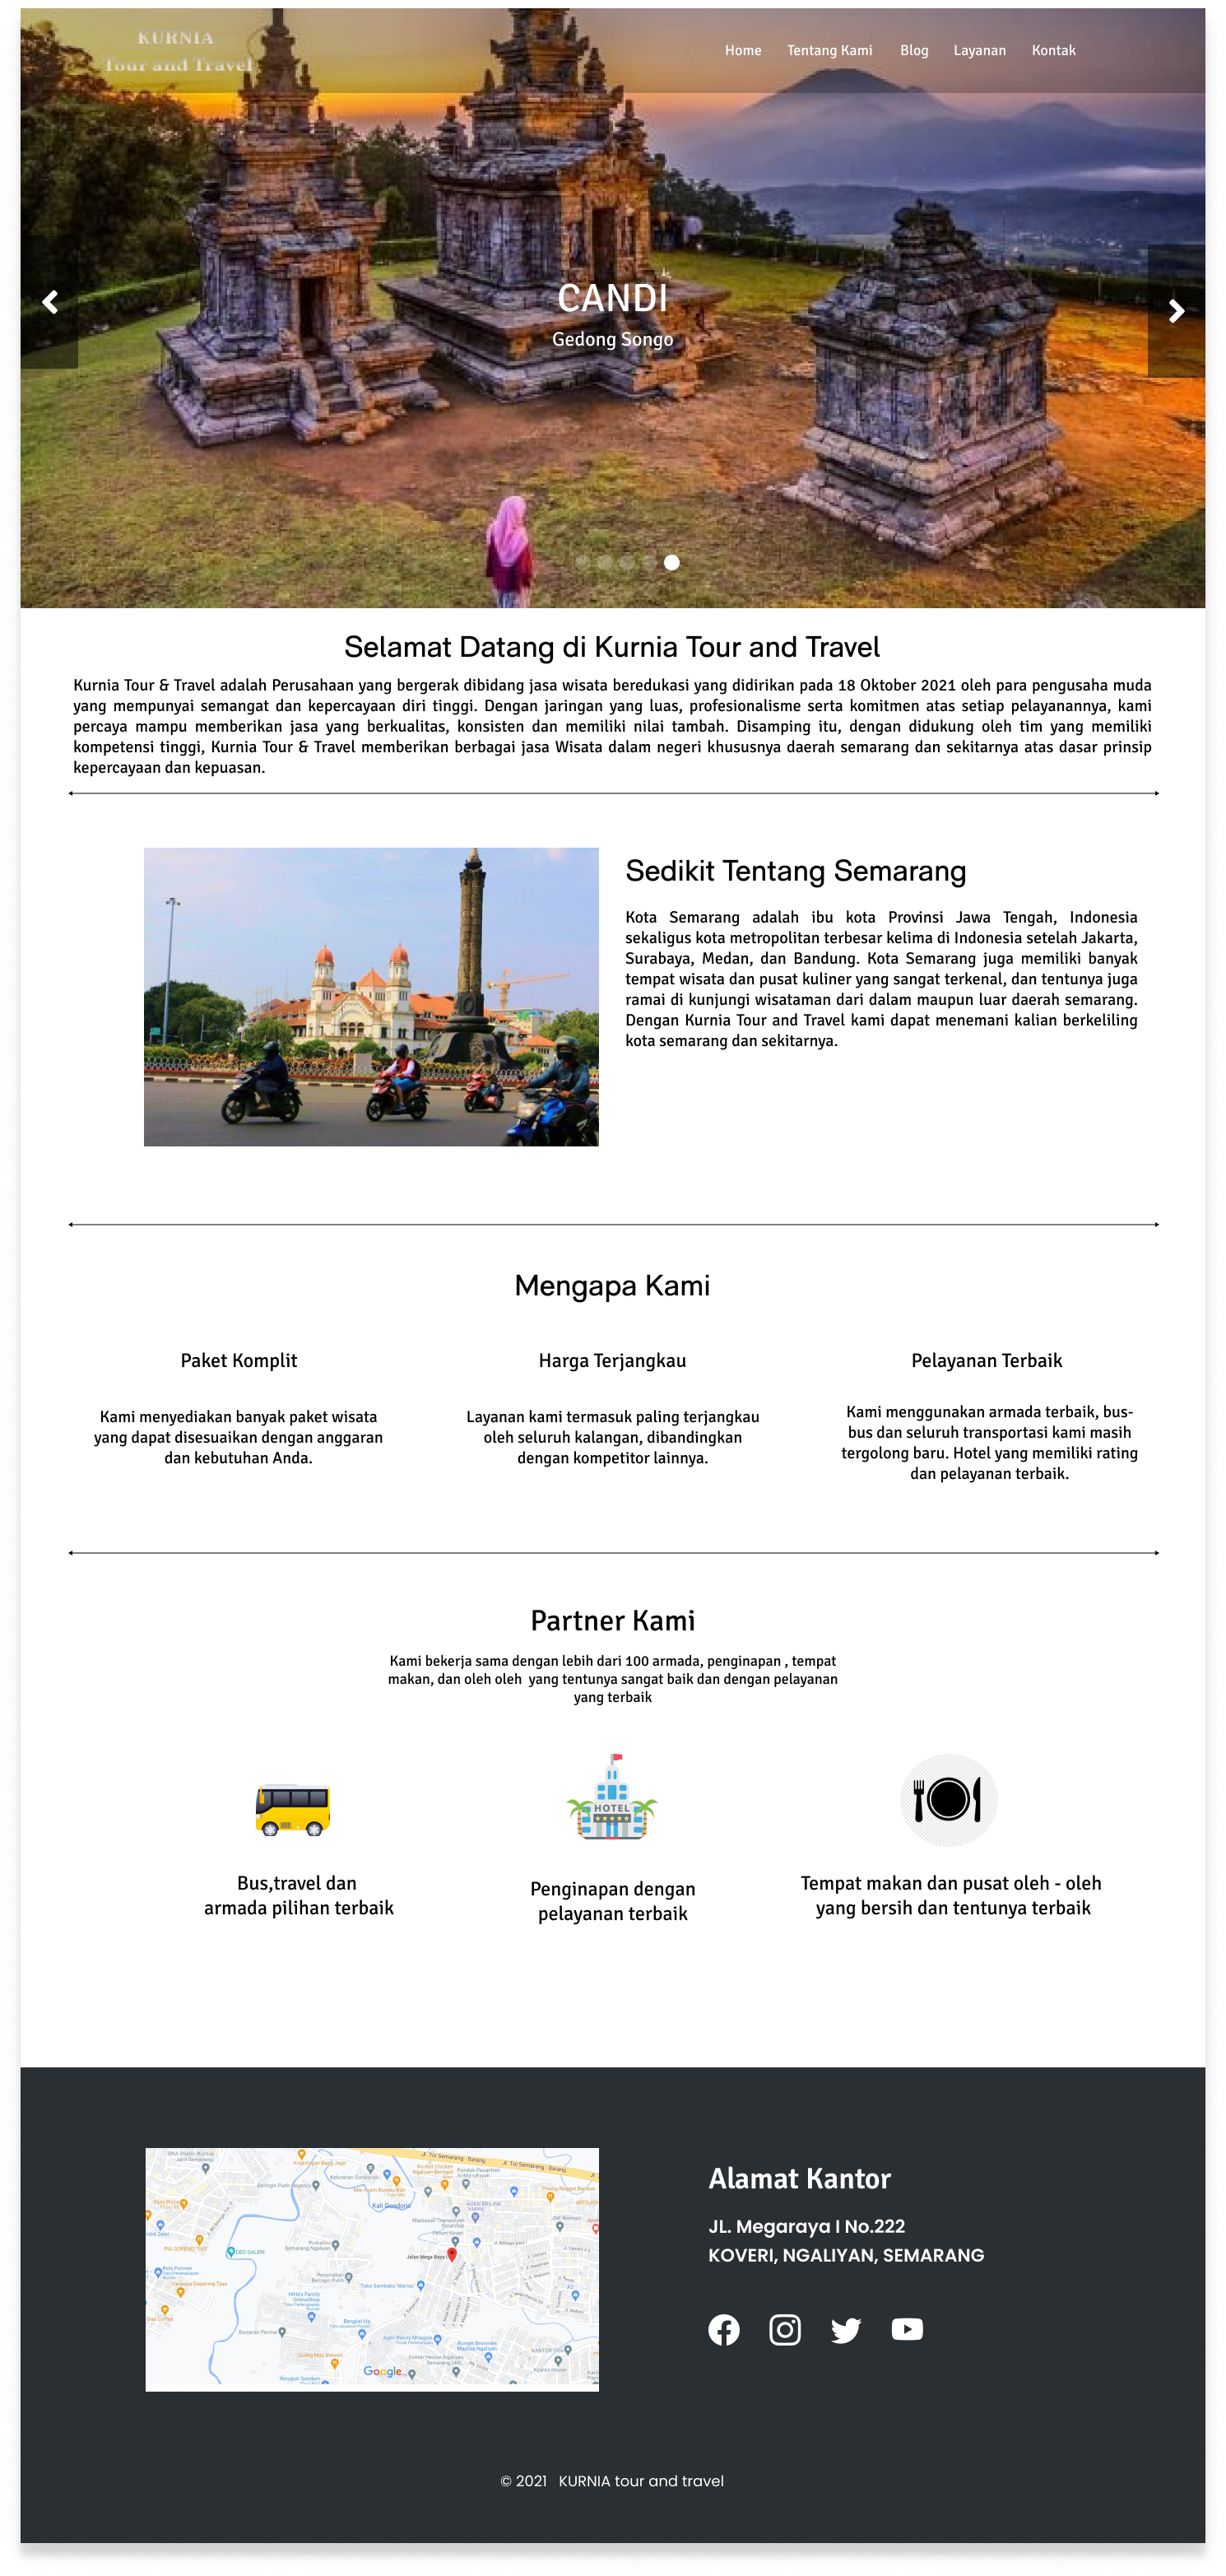 KURNIA
Tour and Travel
Home Tentang Kami Blog Layanan Kontak
CANDI
Gedong Songo
Selamat Datang di Kurnia Tour and Travel
Kurnia Tour & Travel adalah Perusahaan yang bergerak dibidang jasa wisata beredukasi yang didirikan pada 18 Oktober 2021 oleh para pengusaha muda
yang mempunyai semangat dan kepercayaan diri tinggi. Dengan jaringan yang luas, profesionalisme serta komitmen atas setiap pelayanannya, kami
percaya mampu memberikan jasa yang berkualitas, konsisten dan memiliki nilai tambah. Disamping itu, dengan didukung oleh tim yang memiliki
kompetensi tinggi, Kurnia Tour & Travel memberikan berbagai jasa Wisata dalam negeri khususnya daerah semarang dan sekitarnya atas dasar prinsip
kepercayaan dan kepuasan.
Sedikit Tentang Semarang
Kota Semarang adalah ibu kota Provinsi Jawa Tengah, Indonesia
sekaligus kota metropolitan terbesar kelima di Indonesia setelah Jakarta,
Surabaya, Medan, dan Bandung. Kota Semarang juga memiliki banyak
tempat wisata dan pusat kuliner yang sangat terkenal, dan tentunya juga
ramai di kunjungi wisataman dari dalam maupun luar daerah semarang.
Dengan Kurnia Tour and Travel kami dapat menemani kalian berkeliling
kota semarang dan sekitarnya.
Mengapa Kami
Paket Komplit
Kami menyediakan banyak paket wisata
yang dapat disesuaikan dengan anggaran
dan kebutuhan Anda.
Harga Terjangkau
Layanan kami termasuk paling terjangkau
oleh seluruh kalangan, dibandingkan
dengan kompetitor lainnya.
Pelayanan Terbaik
Kami menggunakan armada terbaik, bus-
bus dan seluruh transportasi kami masih
tergolong baru. Hotel yang memiliki rating
dan pelayanan terbaik.
Partner Kami
Kami bekerja sama dengan lebih dari 100 armada, penginapan , tempat
makan, dan oleh oleh yang tentunya sangat baik dan dengan pelayanan
yang terbaik
HOTEL
Bus,travel dan
armada pilihan terbaik
Penginapan dengan
pelayanan terbaik
Tempat makan dan pusat oleh - oleh
yang bersih dan tentunya terbaik
Jl. Tol Semarang - Batang
Jl. Tol Semarang - Batang
Kali Gondorio
Jalan Mega Raya I
Google
Alamat Kantor
JL. Megaraya I No.222
KOVERI, NGALIYAN, SEMARANG
© 2021 KURNIA tour and travel